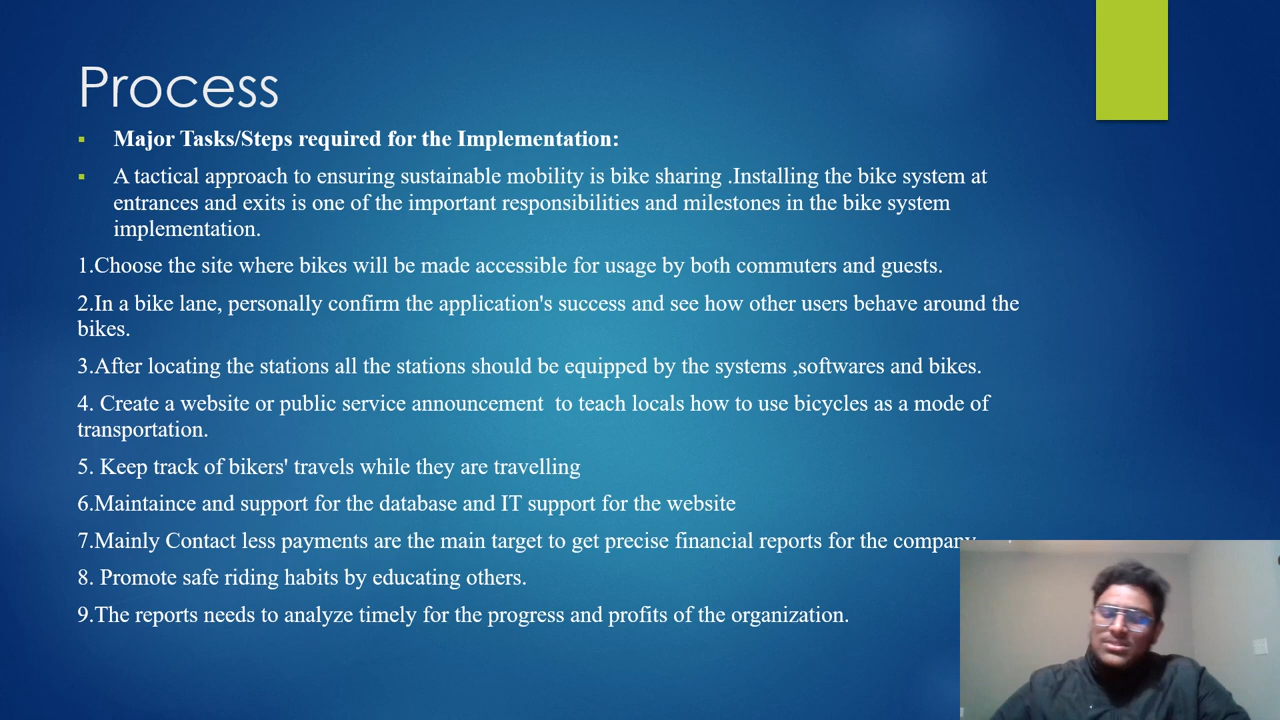 Process
Major Tasks/Steps required for the Implementation:
A tactical approach to ensuring sustainable mobility is bike sharing .Installing the bike system at
entrances and exits is one of the important responsibilities and milestones in the bike system
implementation.
1.Choose the site where bikes will be made accessible for usage by both commuters and guests.
2.In a bike lane, personally confirm the application's success and see how other users behave around the
bikes.
3.After locating the stations all the stations should be equipped by the systems ,softwares and bikes.
4. Create a website or public service announcement  to teach locals how to use bicycles as a mode of
transportation.
5. Keep track of bikers' travels while they are travelling
6.Maintaince and support for the database and IT support for the website
7.Mainly Contact less payments are the main target to get precise financial reports for the company
8. Promote safe riding habits by educating others.
9.The reports needs to analyze timely for the progress and profits of the organization.